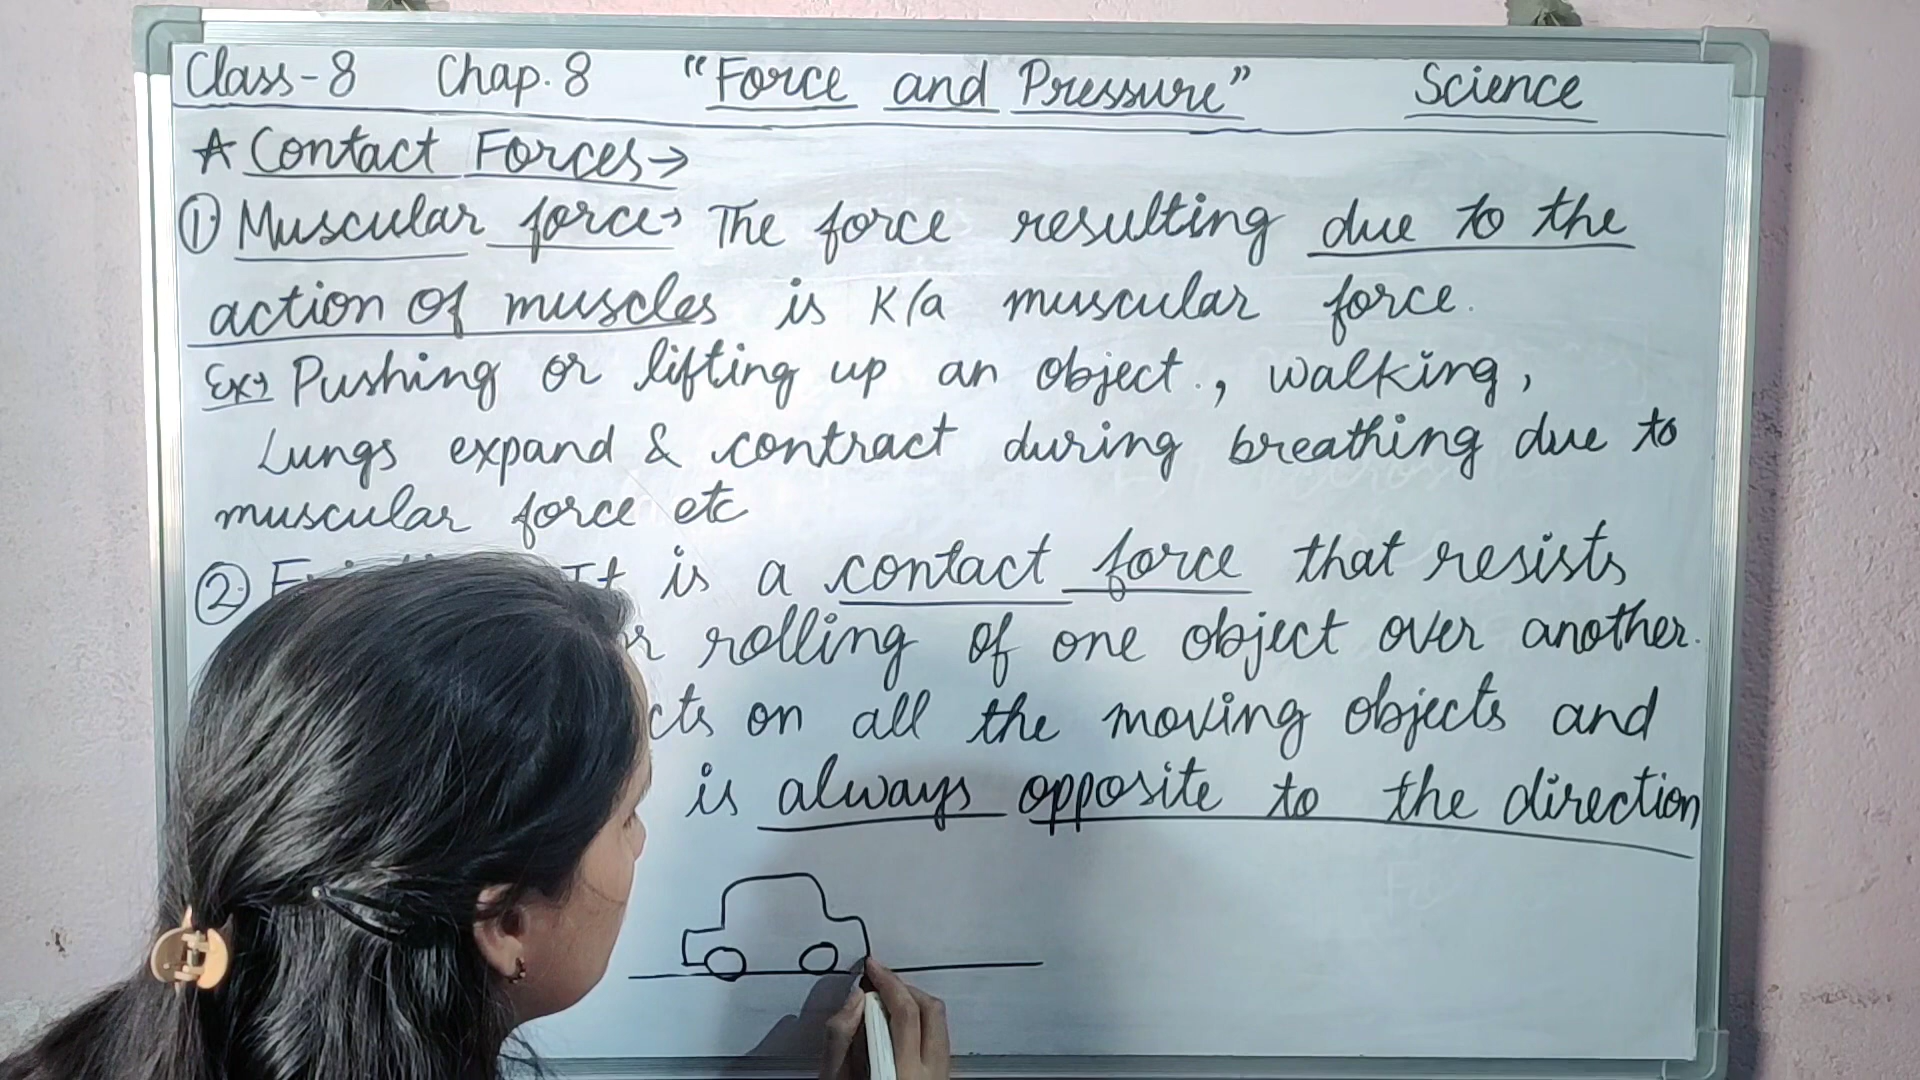 Class-8 Chap. 8 "Force and Pressure" Science
Contact Forces→
① Muscular force→ The force resulting due to the
action of muscles is K/a muscular force.
Ex→ Pushing or lifting up an object., walking,
Lungs expand & contract during breathing due to
muscular force etc
② It is a contact force that resists
rolling of one object over another.
on all the moving objects and
is always opposite to the direction